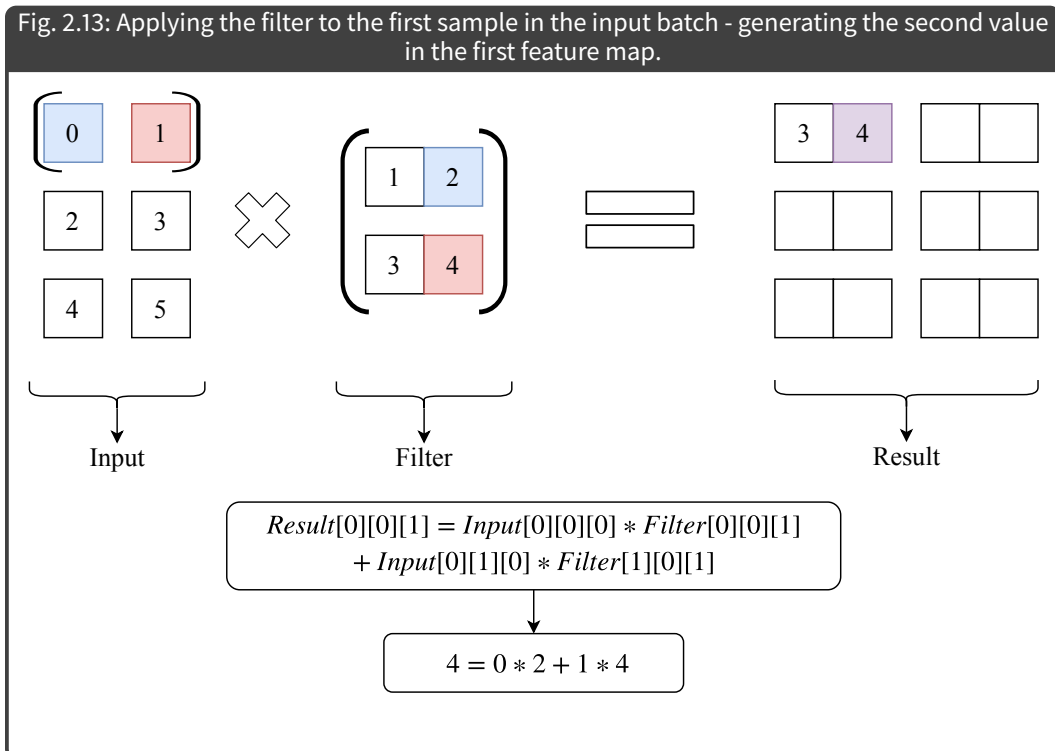 Fig. 2.13: Applying the filter to the first sample in the input batch - generating the second value
in the first feature map.
0 1
1 2
3 4
2 3
3 4
4 5
Input
Filter
Result
Result[0][0][1] = Input[0][0][0] * Filter[0][0][1]
+ Input[0][1][0] * Filter[1][0][1]
4 = 0 * 2 + 1 * 4